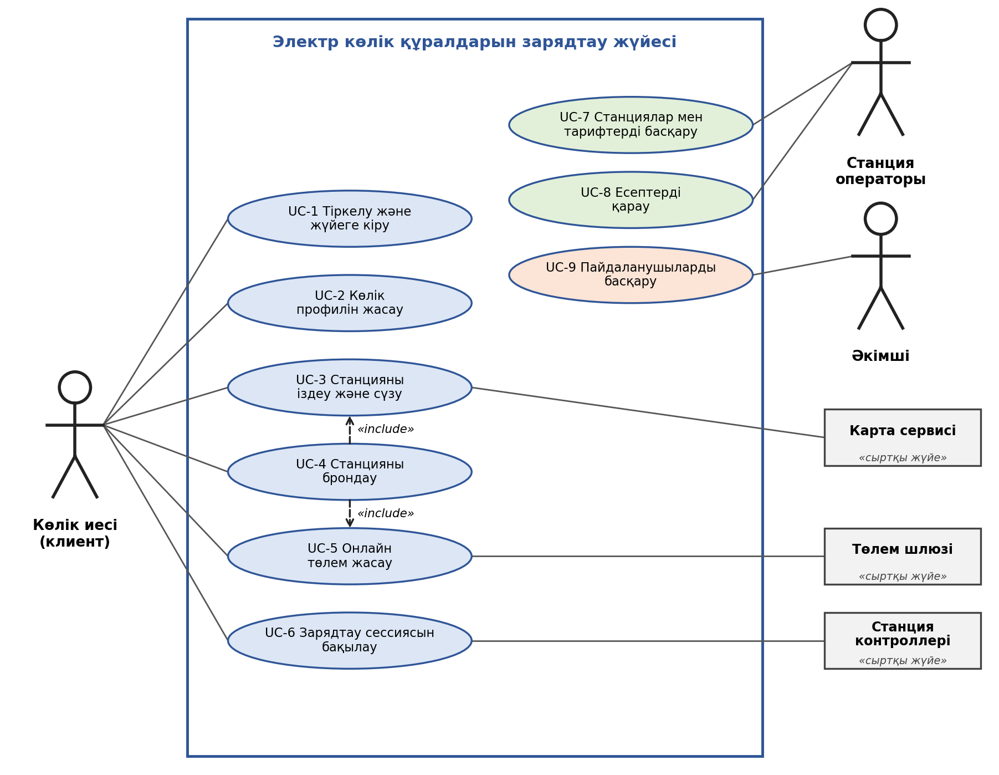 Электр көлік құралдарын зарядтау жүйесі
UC-7 Станциялар мен
тарифтерді басқару
Станция
операторы
UC-8 Есептерді
қарау
UC-1 Тіркелу және
жүйеге кіру
UC-9 Пайдаланушыларды
басқару
UC-2 Көлік
профилін жасау
Әкімші
UC-3 Станцияны
іздеу және сүзу
«include»
Карта сервисі
«сыртқы жүйе»
UC-4 Станцияны
брондау
«include»
Көлік иесі
(клиент)
UC-5 Онлайн
төлем жасау
Төлем шлюзі
«сыртқы жүйе»
UC-6 Зарядтау сессиясын
бақылау
Станция
контроллері
«сыртқы жүйе»